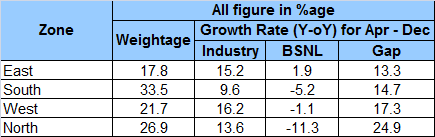 All figure in %age
Zone Weightage Growth Rate (Y-oY) for Apr - Dec
Industry BSNL Gap
East 17.8 15.2 1.9 13.3
South 33.5 9.6 -5.2 14.7
West 21.7 16.2 -1.1 17.3
North 26.9 13.6 -11.3 24.9